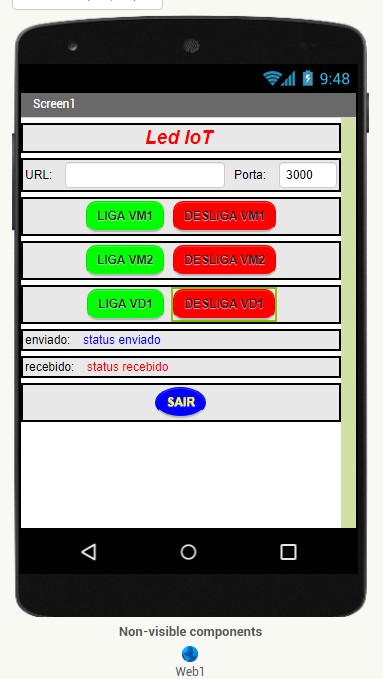 9:48
Screen1
Led IoT
URL: Porta: 3000
LIGA VM1 DESLIGA VM1
LIGA VM2 DESLIGA VM2
LIGA VD1 DESLIGA VD1
enviado: status enviado
recebido: status recebido
SAIR
Non-visible components
Web1